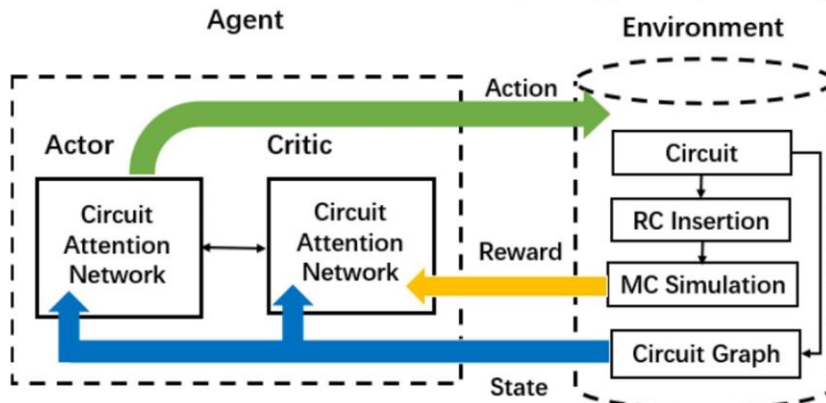 Agent
Environment
Action
Actor
Critic
Circuit
Attention
Network
Circuit
Attention
Network
Circuit
RC Insertion
Reward
MC Simulation
Circuit Graph
State